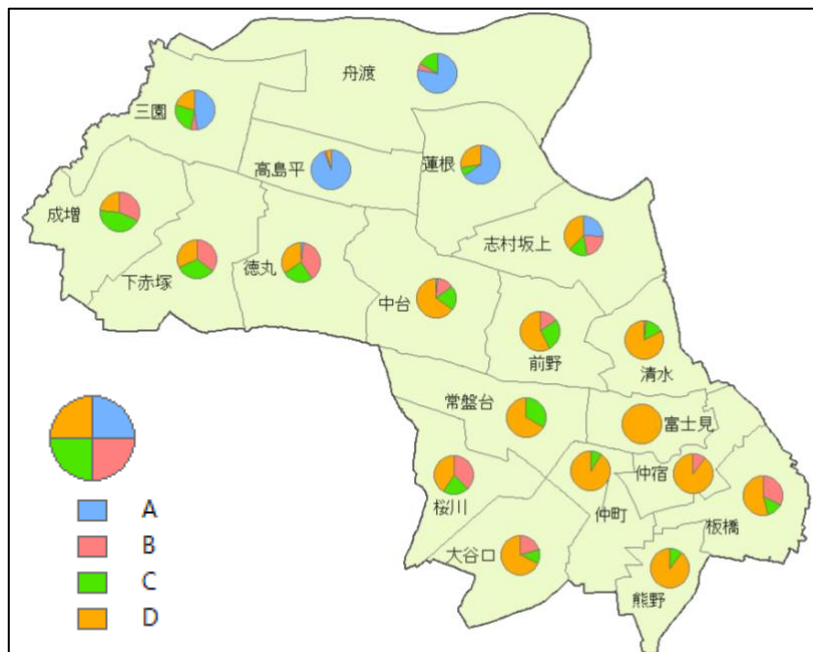 舟渡
三園
蓮根
高島平
成増
志村坂上
下赤塚
徳丸
中台
前野
清水
常盤台
富士見
仲宿
桜川
仲町
板橋
大谷口
熊野
A
B
C
D